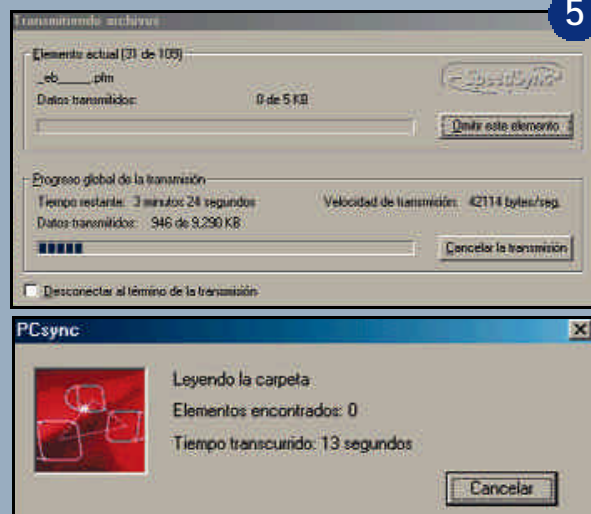 5
Transmitiendo archivos
Elemento actual (31 de 109)
_eb_____.pfm
SpeedSync
Datos transmitidos: 0 de 5 KB
Omitir este elemento
Progreso global de la transmisión
Tiempo restante: 3 minutos 24 segundos Velocidad de transmisión: 42114 bytes/seg.
Datos transmitidos: 946 de 9,290 KB
Cancelar la transmisión
Desconectar al término de la transmisión
PCsync
Leyendo la carpeta
Elementos encontrados: 0
Tiempo transcurrido: 13 segundos
Cancelar